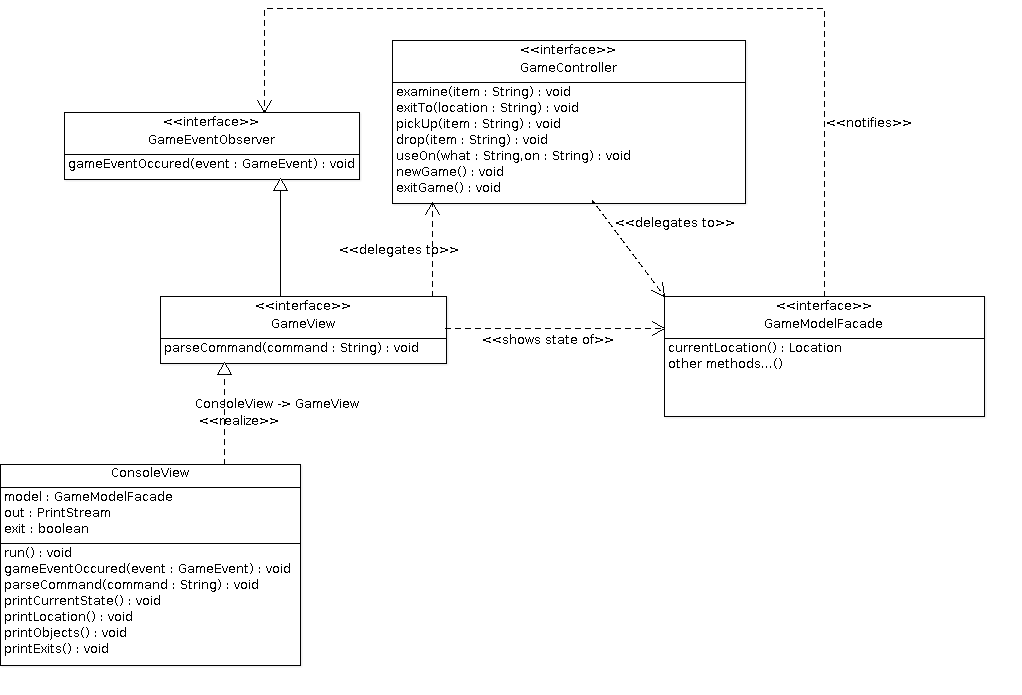 <<interface>>
GameController
examine(item : String) : void
exitTo(location : String) : void
pickUp(item : String) : void
drop(item : String) : void
useOn(what : String,on : String) : void
newGame() : void
exitGame() : void
<<interface>>
GameEventObserver
gameEventOccured(event : GameEvent) : void
<<notifies>>
<<delegates to>>
<<delegates to>>
<<interface>>
GameView
parseCommand(command : String) : void
<<shows state of>>
<<interface>>
GameModelFacade
currentLocation() : Location
other methods...()
ConsoleView -> GameView
<<realize>>
ConsoleView
model : GameModelFacade
out : PrintStream
exit : boolean
run() : void
gameEventOccured(event : GameEvent) : void
parseCommand(command : String) : void
printCurrentState() : void
printLocation() : void
printObjects() : void
printExits() : void